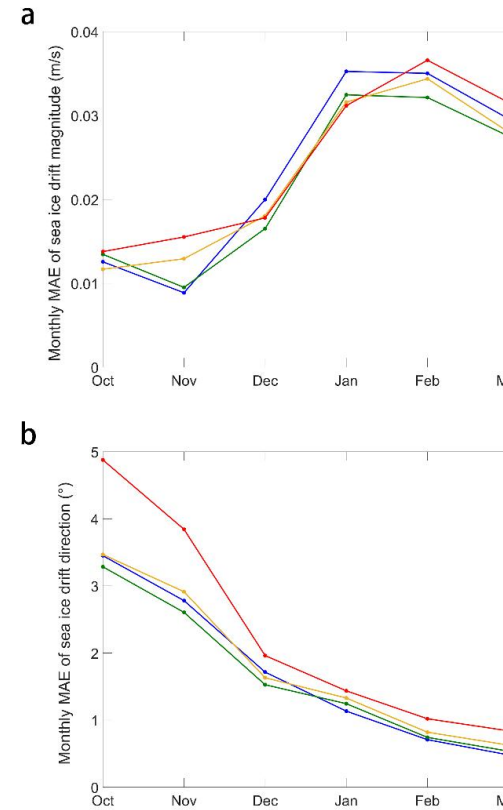 a
Monthly MAE of sea ice drift magnitude (m/s)
0.04
0.03
0.02
0.01
0
Oct Nov Dec Jan Feb
b
Monthly MAE of sea ice drift direction (°)
5
4
3
2
1
0
Oct Nov Dec Jan Feb